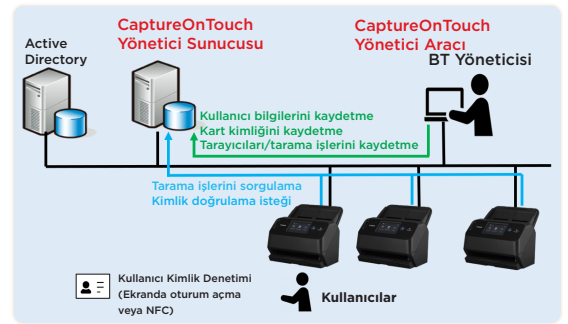 Active
Directory
CaptureOnTouch
Yönetici Sunucusu
CaptureOnTouch
Yönetici Aracı
BT Yöneticisi
Kullanıcı bilgilerini kaydetme
Kart kimliğini kaydetme
Tarayıcıları/tarama işlerini kaydetme
Tarama işlerini sorgulama
Kimlik doğrulama isteği
Kullanıcı Kimlik Denetimi
(Ekranda oturum açma
veya NFC)
Kullanıcılar